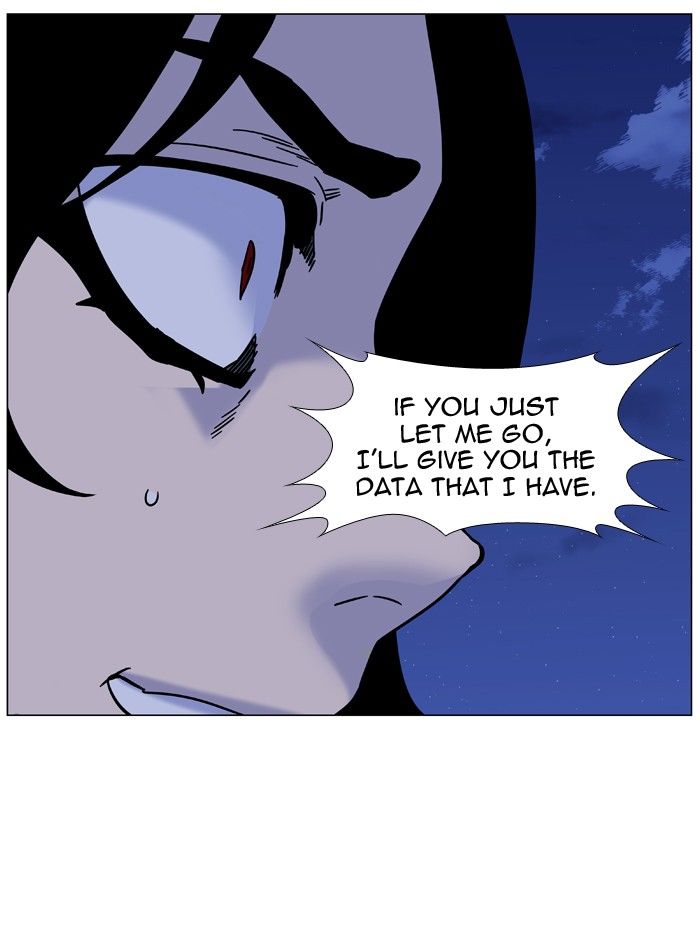 IF YOU JUST
LET ME GO,
I'LL GIVE YOU THE
DATA THAT I HAVE.